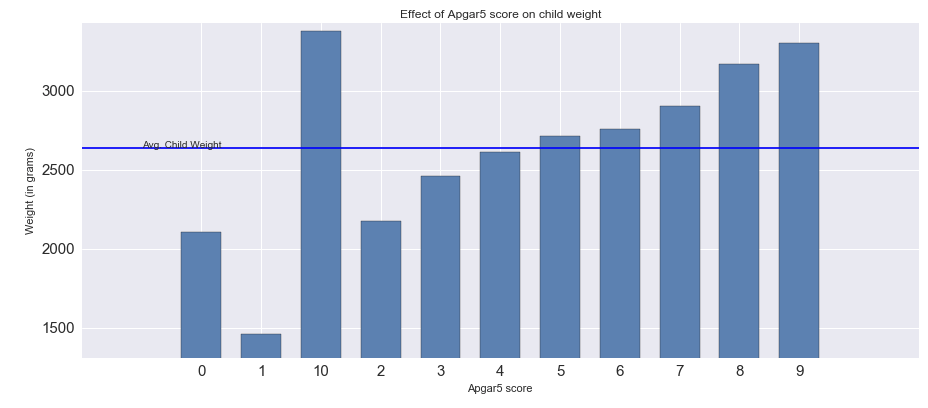 Effect of Apgar5 score on child weight
3000
2500
2000
1500
Weight (in grams)
Avg. Child Weight
0 1 10 2 3 4 5 6 7 8 9
Apgar5 score